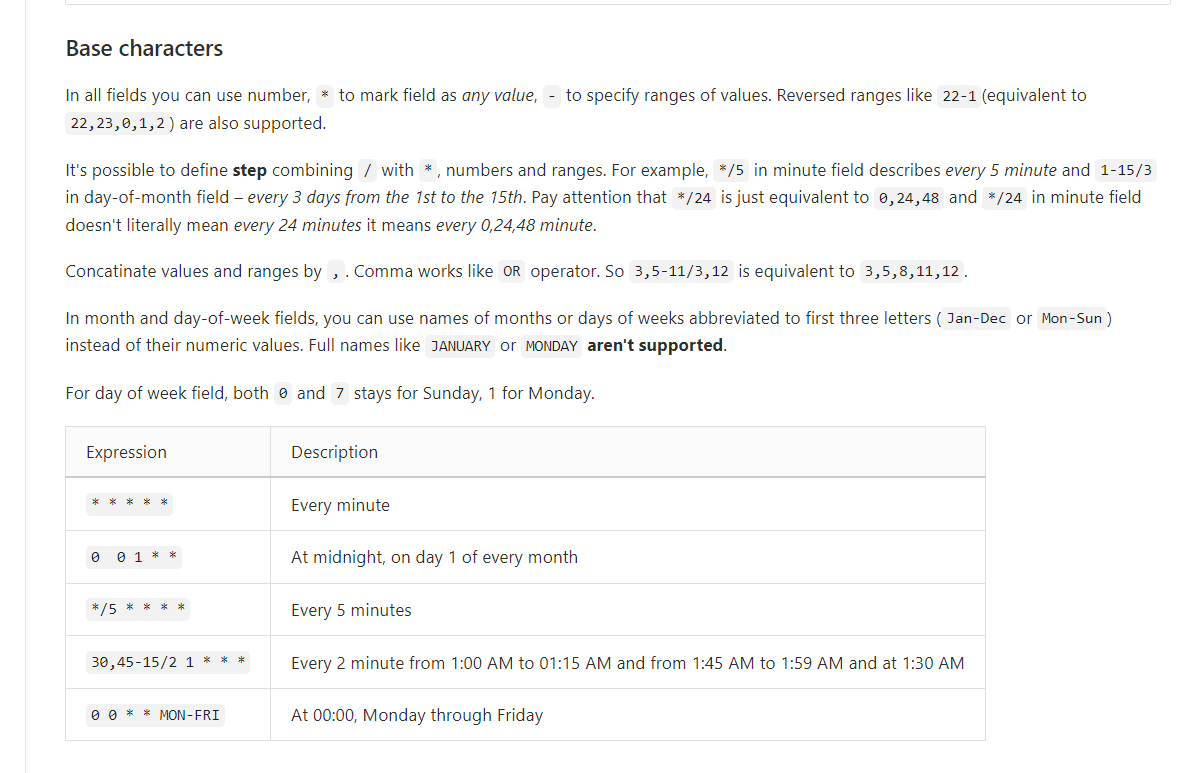 Base characters
In all fields you can use number, * to mark field as any value, - to specify ranges of values. Reversed ranges like 22-1 (equivalent to
22,23,0,1,2) are also supported.
It's possible to define step combining / with *, numbers and ranges. For example, */5 in minute field describes every 5 minute and 1-15/3
in day-of-month field – every 3 days from the 1st to the 15th. Pay attention that */24 is just equivalent to 0,24,48 and */24 in minute field
doesn't literally mean every 24 minutes it means every 0,24,48 minute.
Concatinate values and ranges by ,. Comma works like OR operator. So 3,5-11/3,12 is equivalent to 3,5,8,11,12.
In month and day-of-week fields, you can use names of months or days of weeks abbreviated to first three letters (Jan-Dec or Mon-Sun)
instead of their numeric values. Full names like JANUARY or MONDAY aren't supported.
For day of week field, both 0 and 7 stays for Sunday, 1 for Monday.
Expression Description
* * * * * Every minute
0  0 1 * * At midnight, on day 1 of every month
*/5 * * * * Every 5 minutes
30,45-15/2 1 * * * Every 2 minute from 1:00 AM to 01:15 AM and from 1:45 AM to 1:59 AM and at 1:30 AM
0 0 * * MON-FRI At 00:00, Monday through Friday